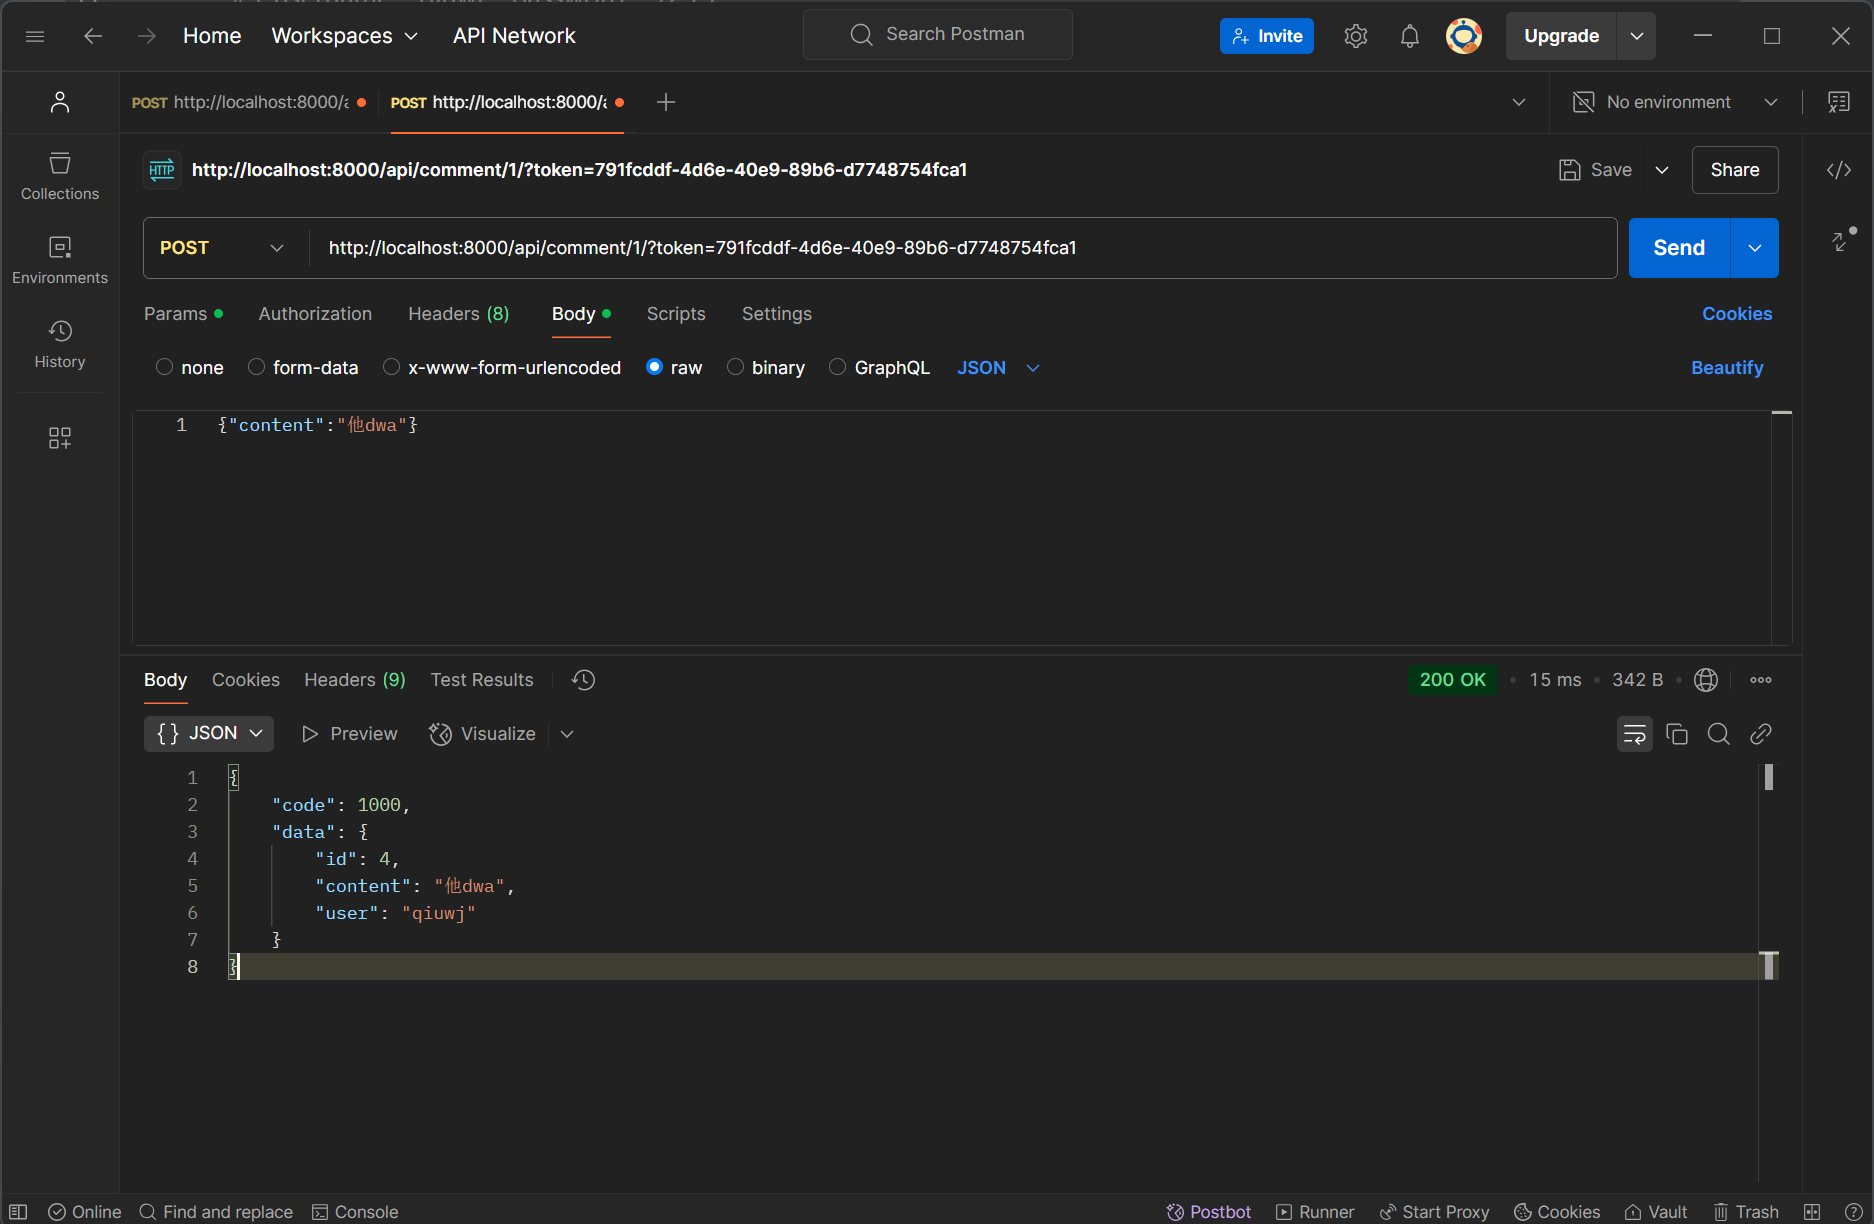 Home Workspaces API Network Search Postman Invite Upgrade
POST http://localhost:8000/a POST http://localhost:8000/a No environment
HTTP http://localhost:8000/api/comment/1/?token=791fcddf-4d6e-40e9-89b6-d7748754fca1 Save Share
Collections
POST http://localhost:8000/api/comment/1/?token=791fcddf-4d6e-40e9-89b6-d7748754fca1 Send
Environments
Params Authorization Headers (8) Body Scripts Settings Cookies
History
none form-data x-www-form-urlencoded raw binary GraphQL JSON Beautify
1 {"content":"他dwa"}
Body Cookies Headers (9) Test Results 200 OK 15 ms 342 B
{} JSON Preview Visualize
1 {
2 "code": 1000,
3 "data": {
4 "id": 4,
5 "content": "他dwa",
6 "user": "qiuwj"
7 }
8 }
Online Find and replace Console Postbot Runner Start Proxy Cookies Vault Trash